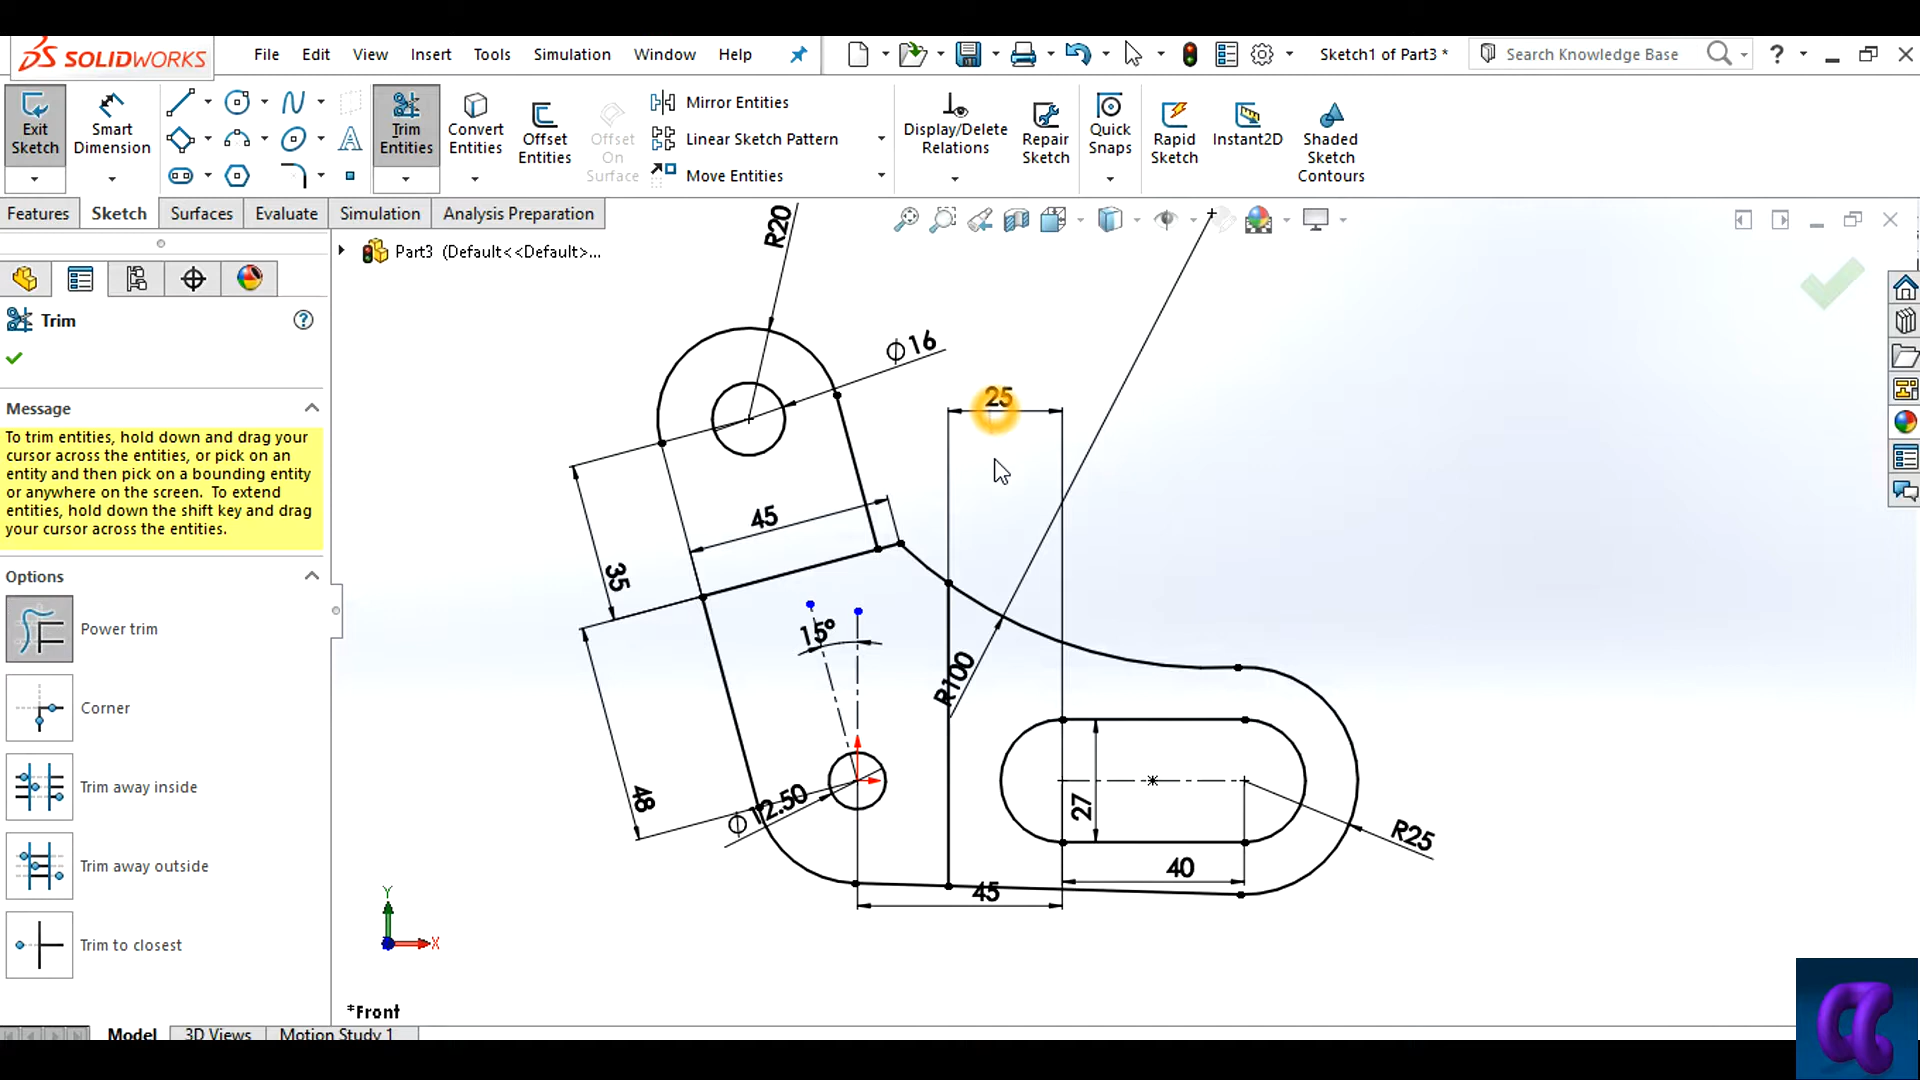 SOLIDWORKS
File Edit View Insert Tools Simulation Window Help
Sketch1 of Part3 *
Search Knowledge Base
?
Exit Sketch
Smart Dimension
Trim Entities
Convert Entities
Offset Entities
Offset On Surface
Mirror Entities
Linear Sketch Pattern
Move Entities
Display/Delete Relations
Repair Sketch
Quick Snaps
Rapid Sketch
Instant2D
Shaded Sketch Contours
Features Sketch Surfaces Evaluate Simulation Analysis Preparation
Part3 (Default<<Default>...
Trim
?
Message
To trim entities, hold down and drag your
cursor across the entities, or pick on an
entity and then pick on a bounding entity
or anywhere on the screen. To extend
entities, hold down the shift key and drag
your cursor across the entities.
Options
Power trim
Corner
Trim away inside
Trim away outside
Trim to closest
R20
Φ16
25
45
35
15°
R100
48
Φ12.50
27
R25
40
45
Y
X
*Front
Model 3D Views Motion Study 1